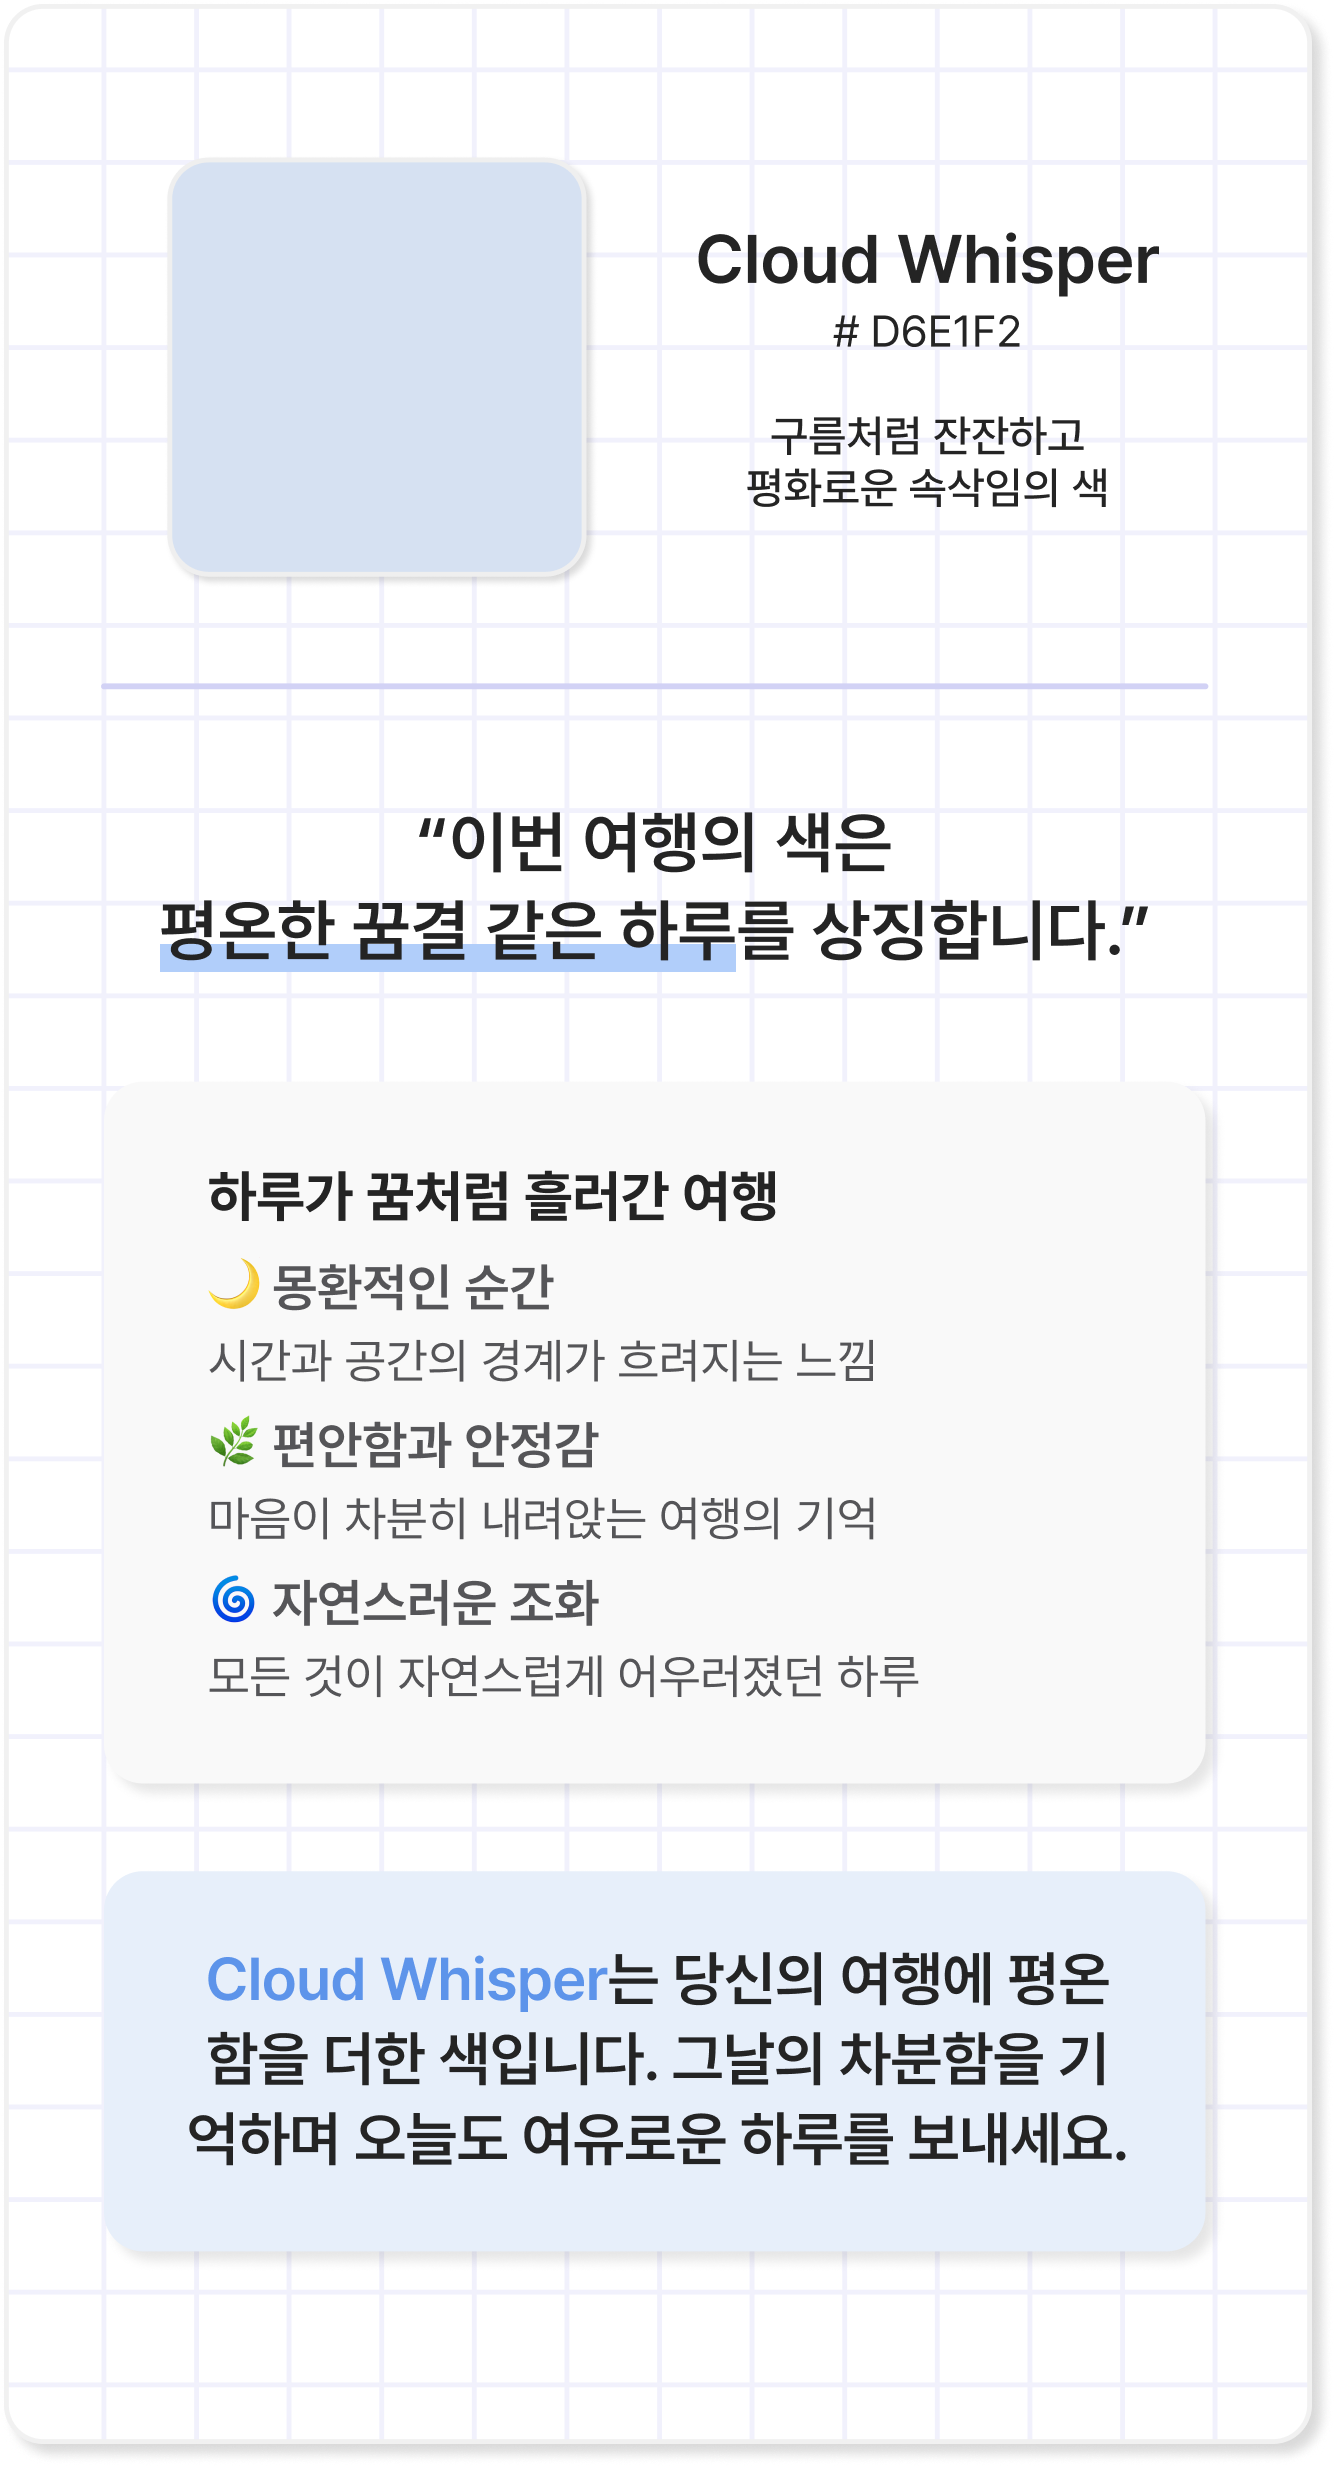 Cloud Whisper
# D6E1F2
구름처럼 잔잔하고
평화로운 속삭임의 색
“이번 여행의 색은
평온한 꿈결 같은 하루를 상징합니다.”
하루가 꿈처럼 흘러간 여행
🌙 몽환적인 순간
시간과 공간의 경계가 흐려지는 느낌
🌿 편안함과 안정감
마음이 차분히 내려앉는 여행의 기억
🌀 자연스러운 조화
모든 것이 자연스럽게 어우러졌던 하루
Cloud Whisper는 당신의 여행에 평온
함을 더한 색입니다. 그날의 차분함을 기
억하며 오늘도 여유로운 하루를 보내세요.